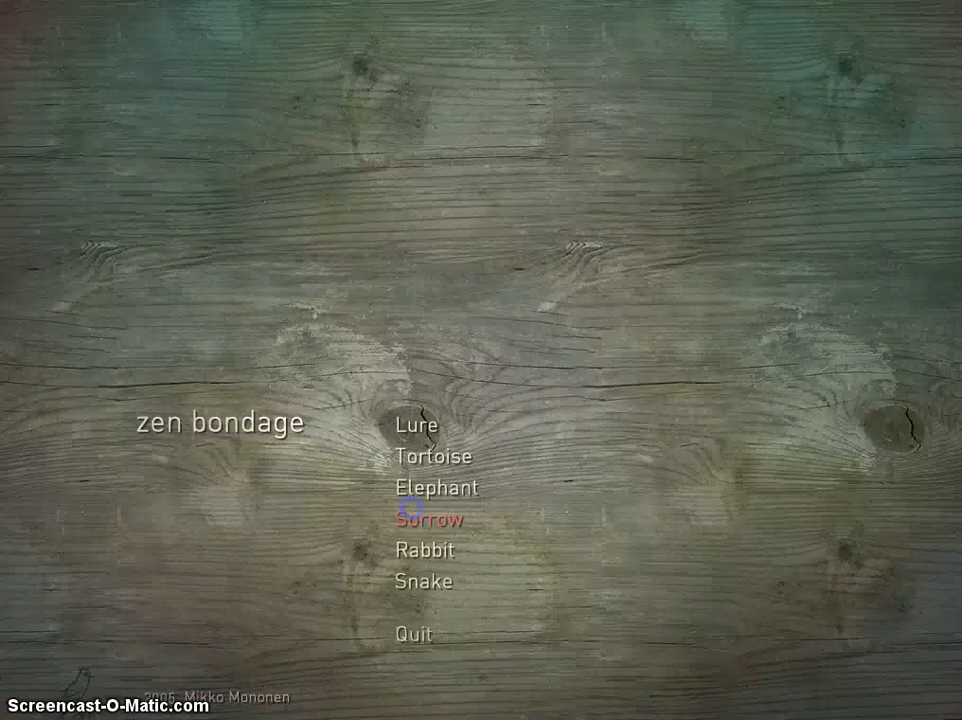 zen bondage
Lure
Tortoise
Elephant
Sorrow
Rabbit
Snake
Quit
2005, Mikko Mononen
Screencast-O-Matic.com